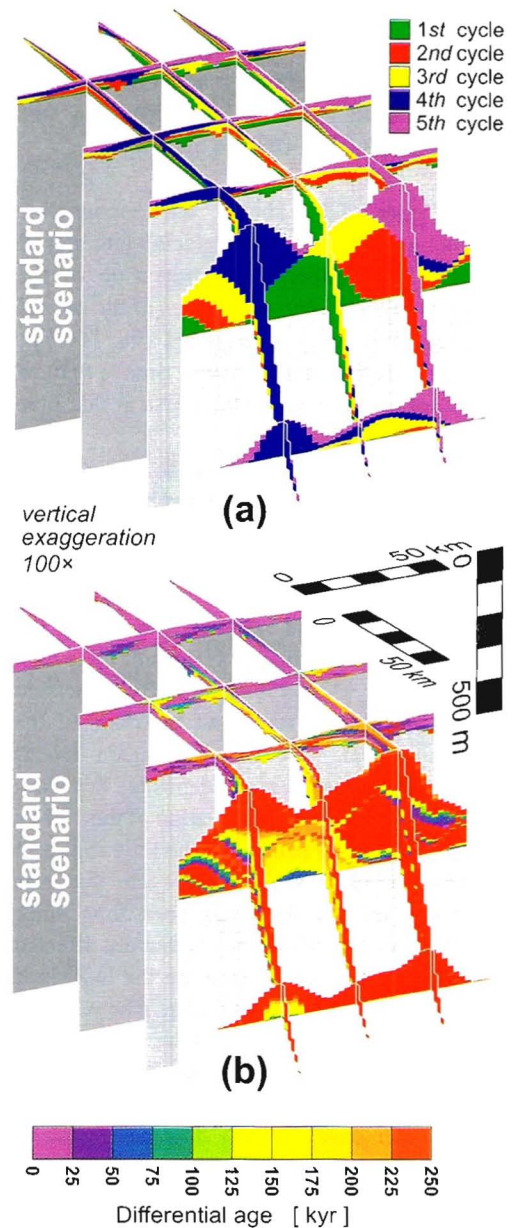 1st cycle
2nd cycle
3rd cycle
4th cycle
5th cycle
standard
scenario
(a)
vertical
exaggeration
100×
0 50 km
0 50 km
0 500 m
standard
scenario
(b)
0 25 50 75 100 125 150 175 200 225 250
Differential age [ kyr ]